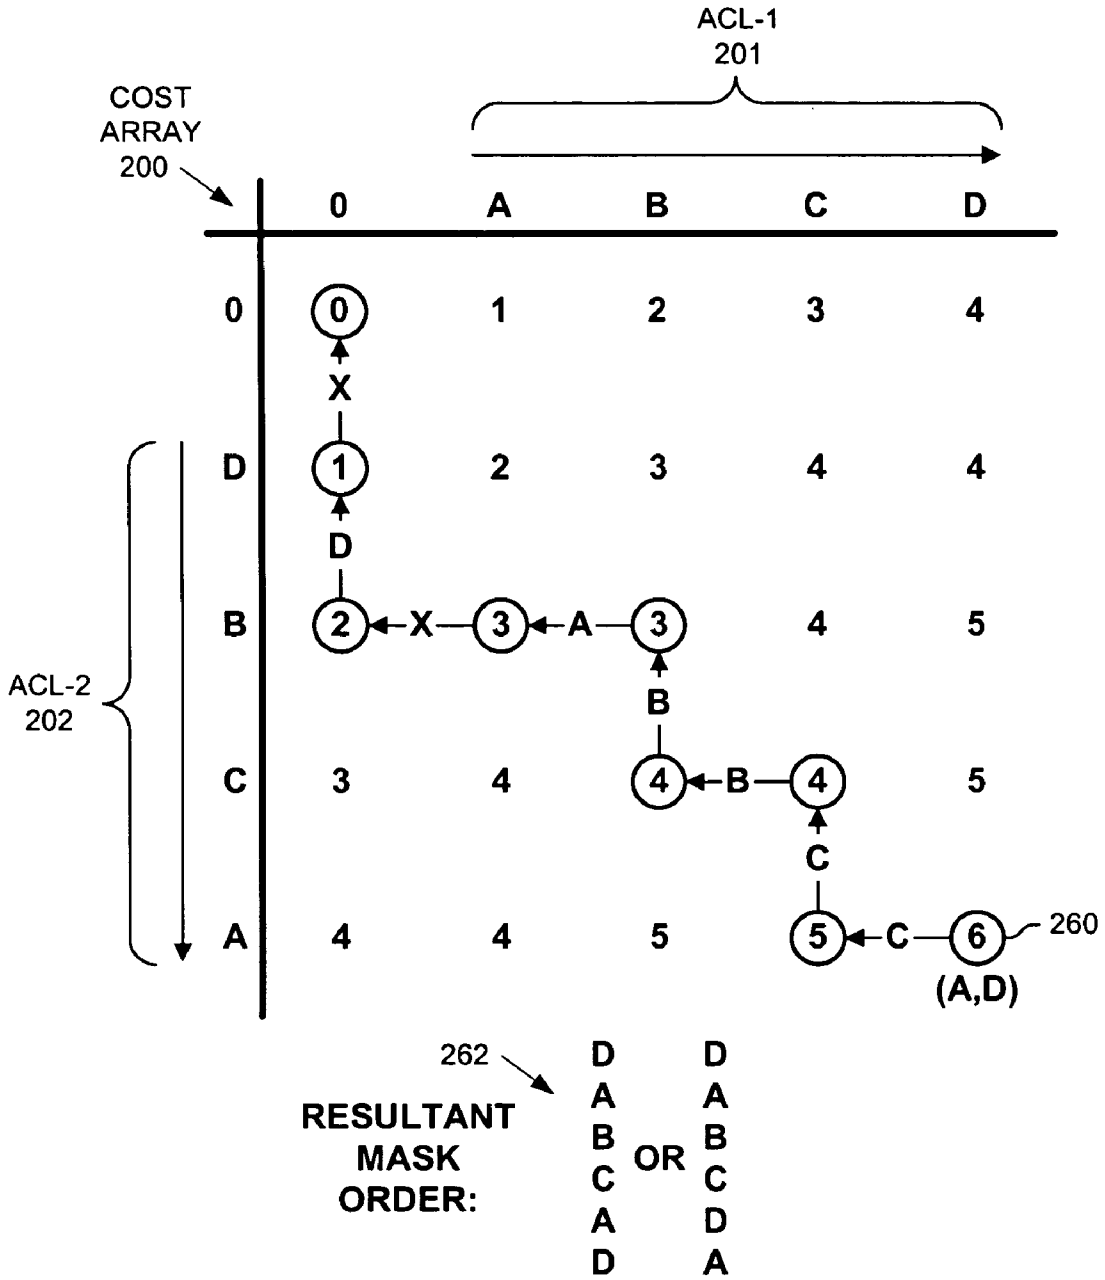 ACL-1
201
COST
ARRAY
200
0 A B C D
0 0 1 2 3 4
X
D 1 2 3 4 4
D
B 2 X 3 A 3 4 5
ACL-2
202
B
C 3 4 4 B 4 5
C
A 4 4 5 5 C 6 260
(A,D)
262
RESULTANT
MASK
ORDER:
D D
A A
B B
OR
C C
A D
D A